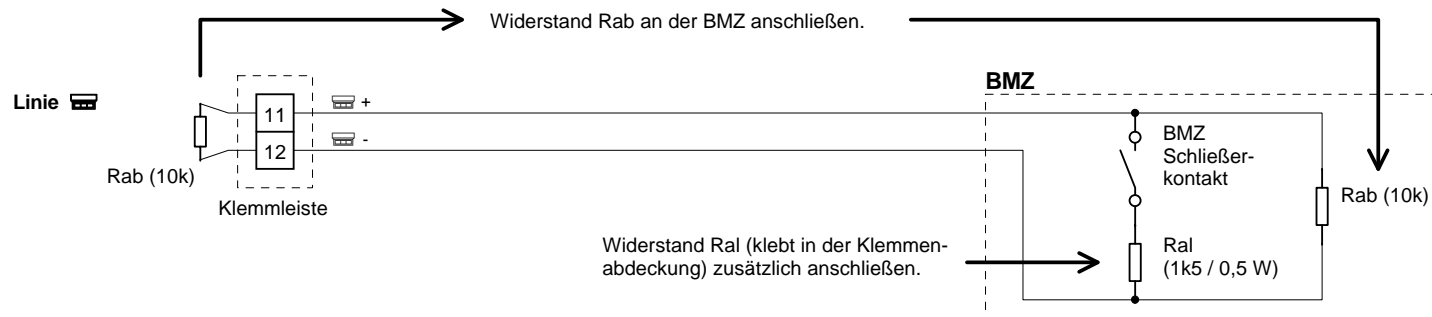 Widerstand Rab an der BMZ anschließen.
BMZ
Linie
11
+
12
-
Rab (10k)
Klemmleiste
BMZ
Schließer-
kontakt
Rab (10k)
Widerstand Ral (klebt in der Klemmen-
abdeckung) zusätzlich anschließen.
Ral
(1k5 / 0,5 W)